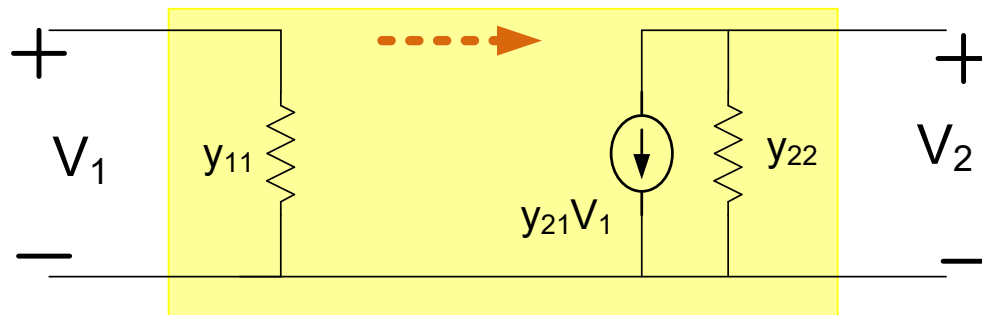 +
+
V₁
y₁₁
y₂₂
V₂
y₂₁V₁
−
−